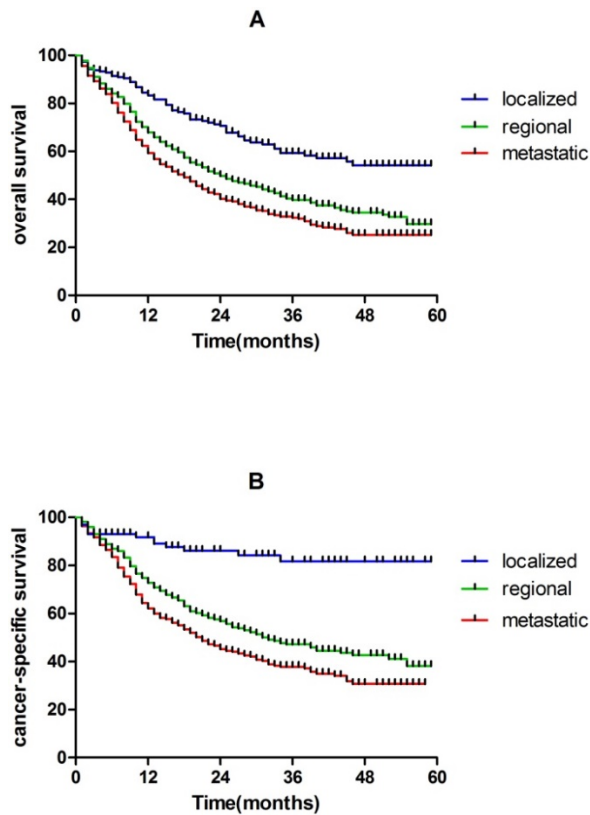 A
overall survival
100
80
60
40
20
0
0 12 24 36 48 60
Time(months)
localized
regional
metastatic
B
cancer-specific survival
100
80
60
40
20
0
0 12 24 36 48 60
Time(months)
localized
regional
metastatic